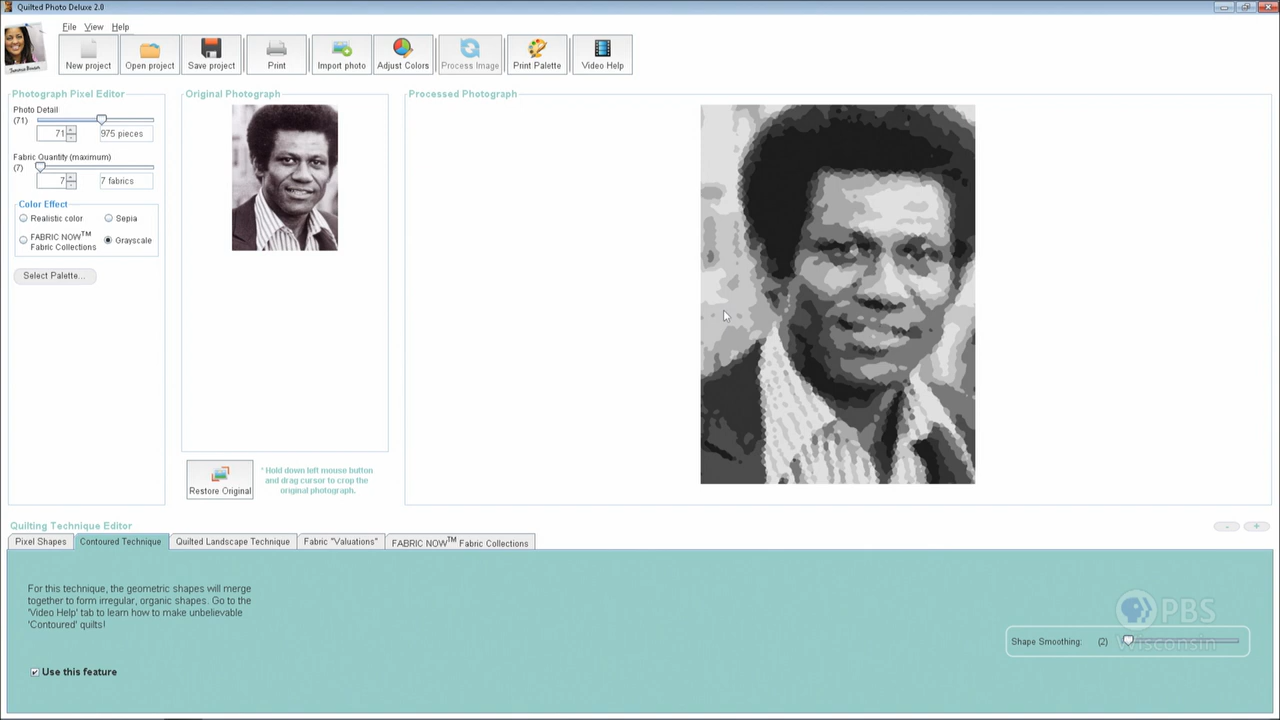 Quilted Photo Deluxe 2.0
File View Help
New project Open project Save project Print Import photo Adjust Colors Process Image Print Palette Video Help
Photograph Pixel Editor
Photo Detail
(71)
71 975 pieces
Fabric Quantity (maximum)
(7)
7 7 fabrics
Color Effect
Realistic color Sepia
FABRIC NOW™ Fabric Collections Grayscale
Select Palette...
Original Photograph
Restore Original
* Hold down left mouse button
and drag cursor to crop the
original photograph.
Processed Photograph
Quilting Technique Editor
- +
Pixel Shapes Contoured Technique Quilted Landscape Technique Fabric "Valuations" FABRIC NOW™ Fabric Collections
For this technique, the geometric shapes will merge
together to form irregular, organic shapes. Go to the
'Video Help' tab to learn how to make unbelievable
'Contoured' quilts!
Use this feature
Shape Smoothing: (2)
PBS
Wisconsin